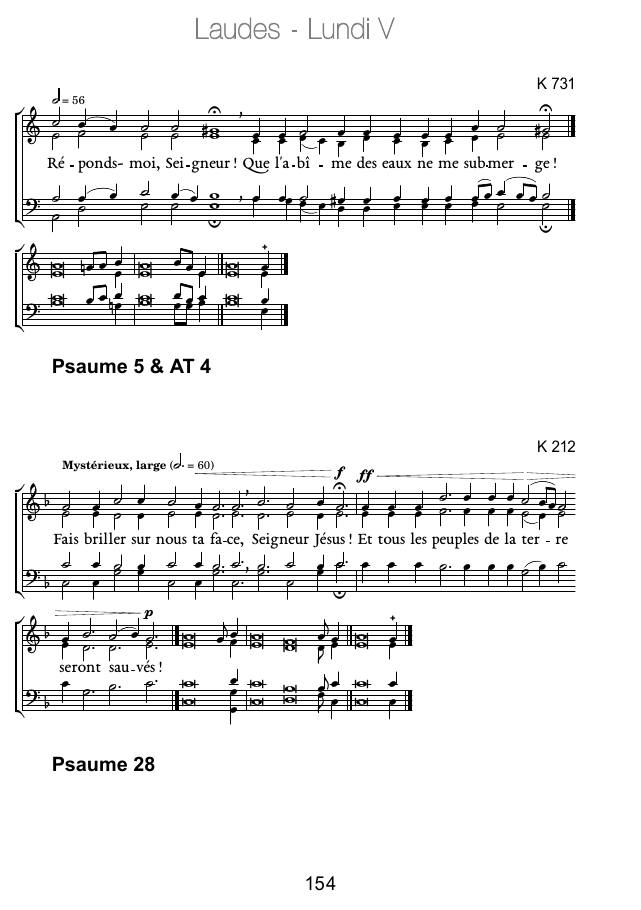 Laudes - Lundi V
K 731
= 56
Ré - ponds- moi, Sei - gneur ! Que l'a-bî - me des eaux ne me submer - ge !
Psaume 5 & AT 4
K 212
Mystérieux, large ( = 60)
f ff
Fais briller sur nous ta fa-ce, Seigneur Jésus ! Et tous les peuples de la ter - re
p
seront sau-vés !
Psaume 28
154